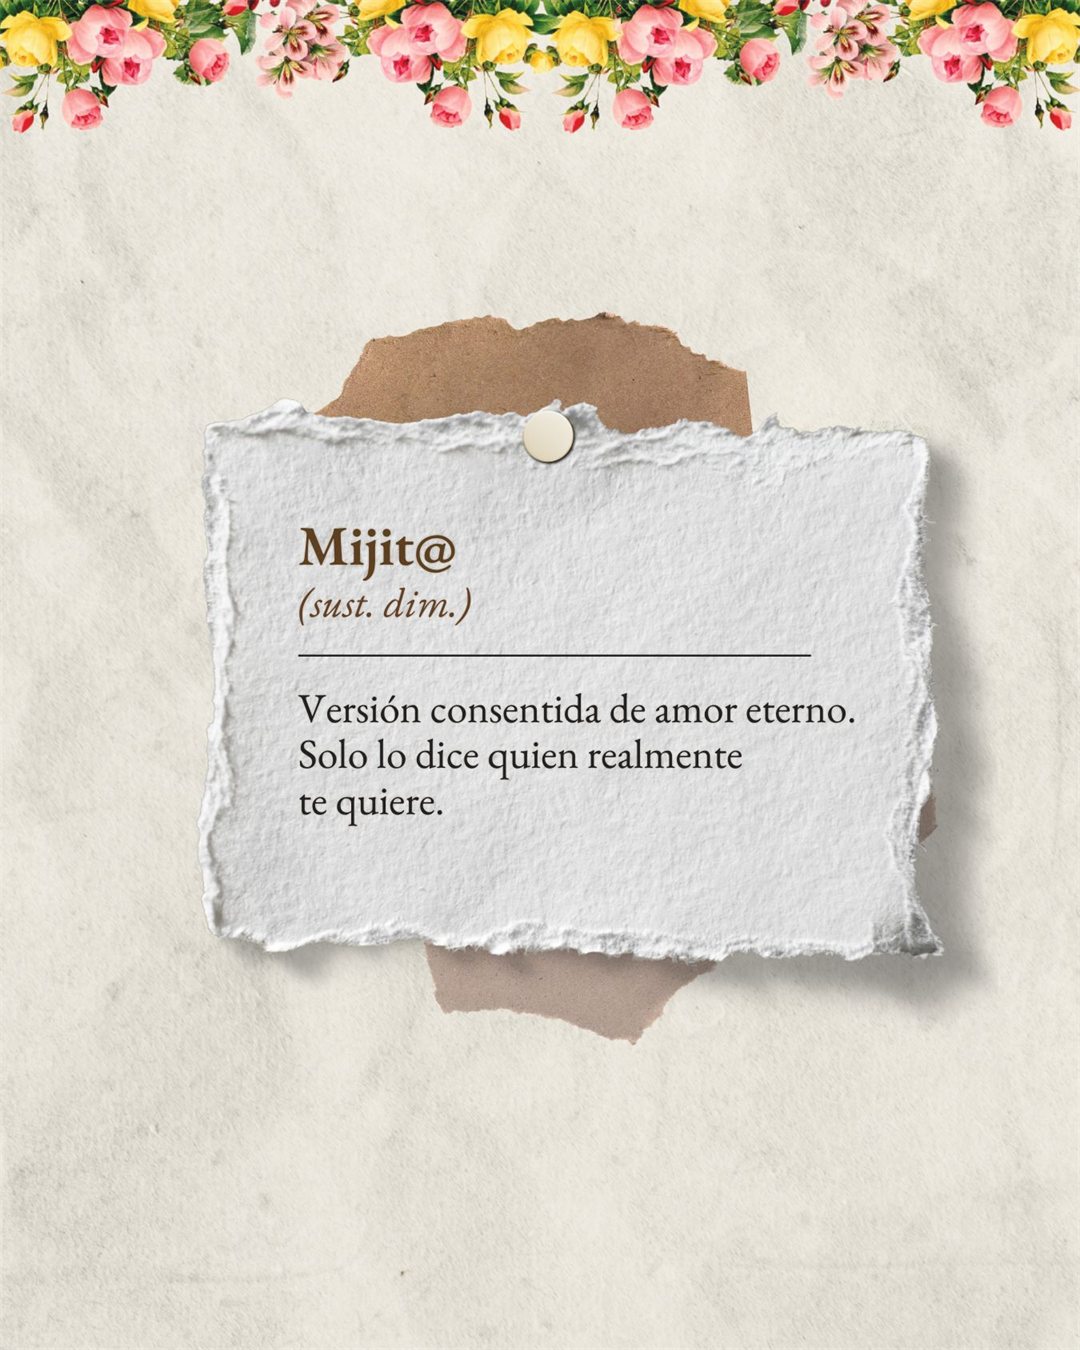 Mijit@
(sust. dim.)
Versión consentida de amor eterno.
Solo lo dice quien realmente
te quiere.